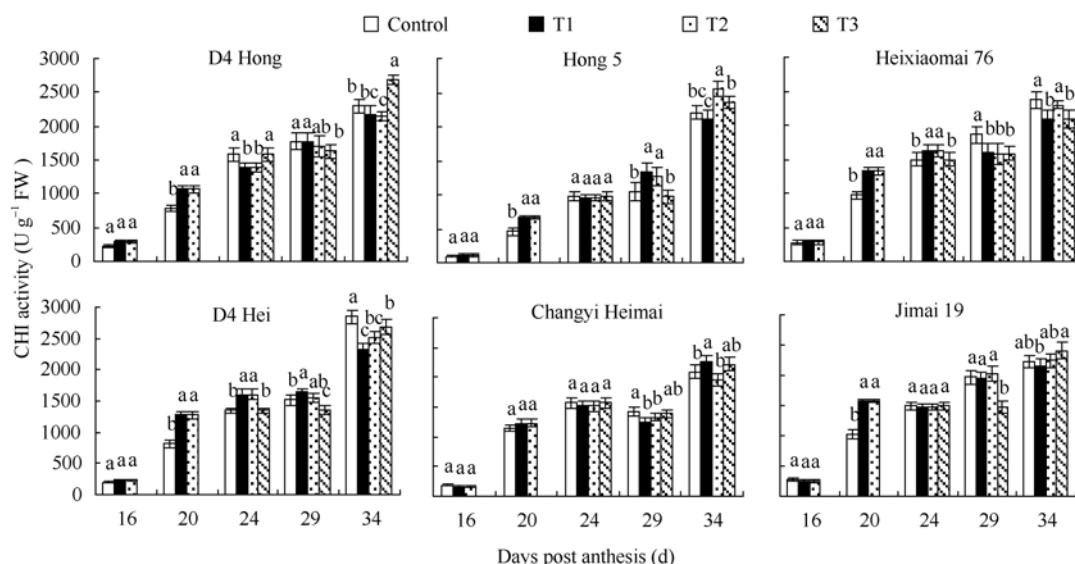 Control T1 T2 T3
D4 Hong Hong 5 Heixiaomai 76
3000
2500
2000
1500
1000
500
0
a a a
b a a
a b b a
a a ab b
b bc c a
a a a
b a a
a a a a
b a a b
bc c a b
a a a
b a a
b a a b
a b b b
a b a b
CHI activity (U g⁻¹ FW)
D4 Hei Changyi Heimai Jimai 19
3000
2500
2000
1500
1000
500
0
a a a
b a a
b a a b
b a ab c
a c bc b
a a a
a a a
a a a a
a b b ab
ab a b ab
a a a
b a a
a a a a
a a a b
ab b ab a
16 20 24 29 34 16 20 24 29 34 16 20 24 29 34
Days post anthesis (d)